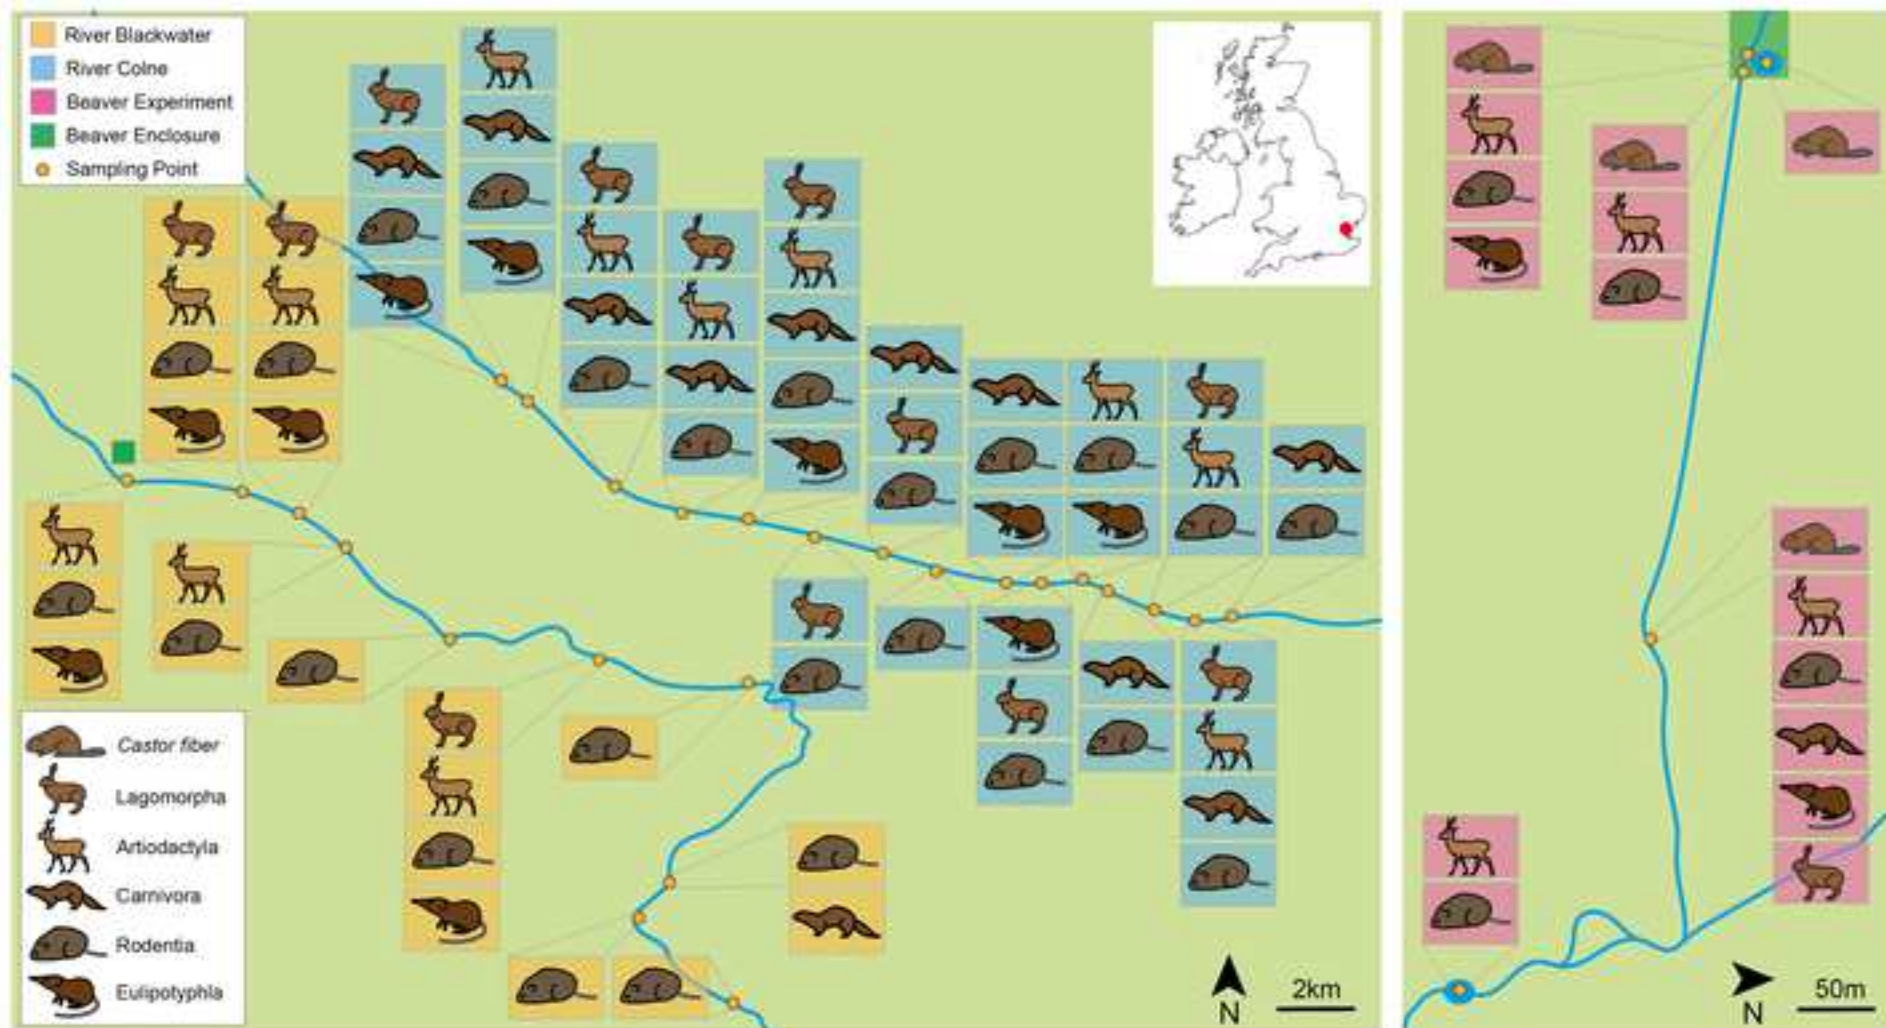 River Blackwater
River Colne
Beaver Experiment
Beaver Enclosure
Sampling Point
Castor fiber
Lagomorpha
Artiodactyla
Carnivora
Rodentia
Eulipotyphla
N
2km
N
50m